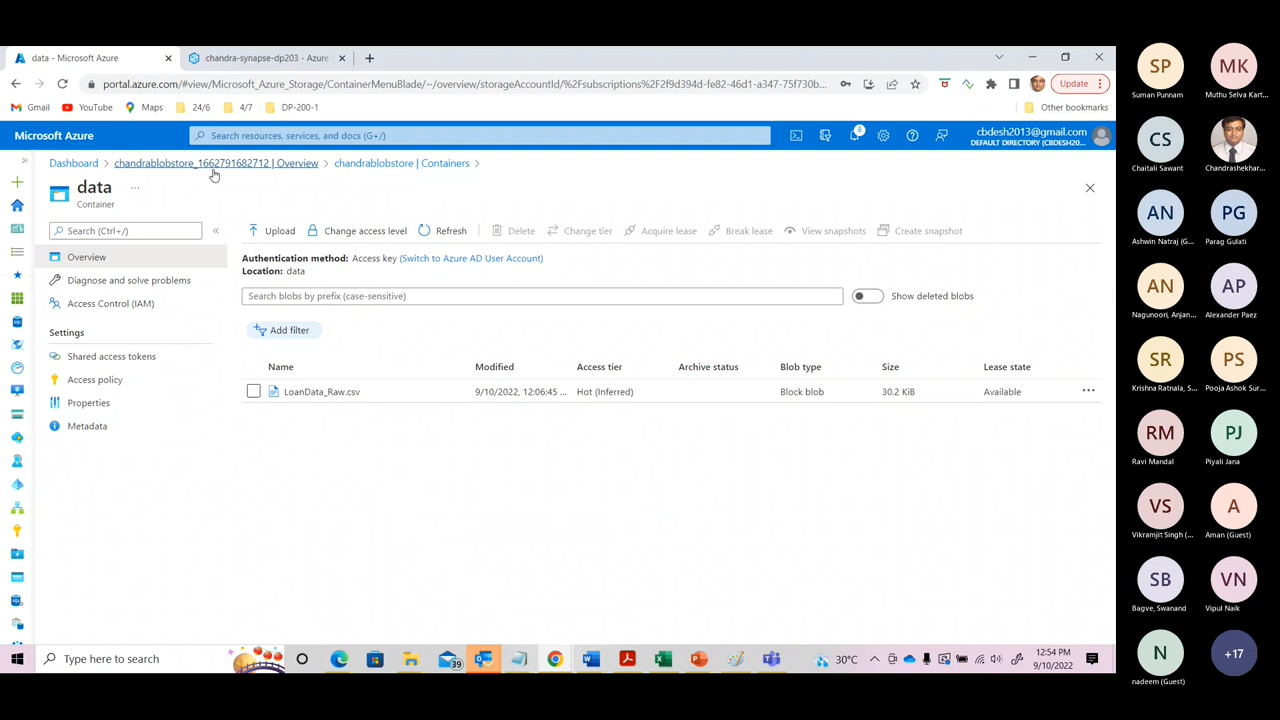 data - Microsoft Azure
chandra-synapse-dp203 - Azure
portal.azure.com/#view/Microsoft_Azure_Storage/ContainerMenuBlade/~/overview/storageAccountId/%2Fsubscriptions%2F2f9d394d-fe82-46d1-a347-75f730b...
Update
Gmail
YouTube
Maps
24/6
4/7
DP-200-1
Other bookmarks
Microsoft Azure
Search resources, services, and docs (G+/)
8
cbdesh2013@gmail.com
DEFAULT DIRECTORY (CBDESH20...
Dashboard > chandrablobstore_1662791682712 | Overview > chandrablobstore | Containers >
data ...
Container
Search (Ctrl+/)
Overview
Diagnose and solve problems
Access Control (IAM)
Settings
Shared access tokens
Access policy
Properties
Metadata
Upload Change access level Refresh Delete Change tier Acquire lease Break lease View snapshots Create snapshot
Authentication method: Access key (Switch to Azure AD User Account)
Location: data
Search blobs by prefix (case-sensitive)
Show deleted blobs
Add filter
Name Modified Access tier Archive status Blob type Size Lease state
LoanData_Raw.csv 9/10/2022, 12:06:45 ... Hot (Inferred) Block blob 30.2 KiB Available ...
Type here to search
39
30°C
12:54 PM
9/10/2022
SP
Suman Punnam
MK
Muthu Selva Kart...
CS
Chaitali Sawant
Chandrashekhar...
AN
Ashwin Natraj (G...
PG
Parag Gulati
AN
Nagunoori, Anjan...
AP
Alexander Paez
SR
Krishna Ratnala, S...
PS
Pooja Ashok Sur...
RM
Ravi Mandal
PJ
Piyali Jana
VS
Vikramjit Singh (...
A
Aman (Guest)
SB
Bagve, Swanand
VN
Vipul Naik
N
nadeem (Guest)
+17